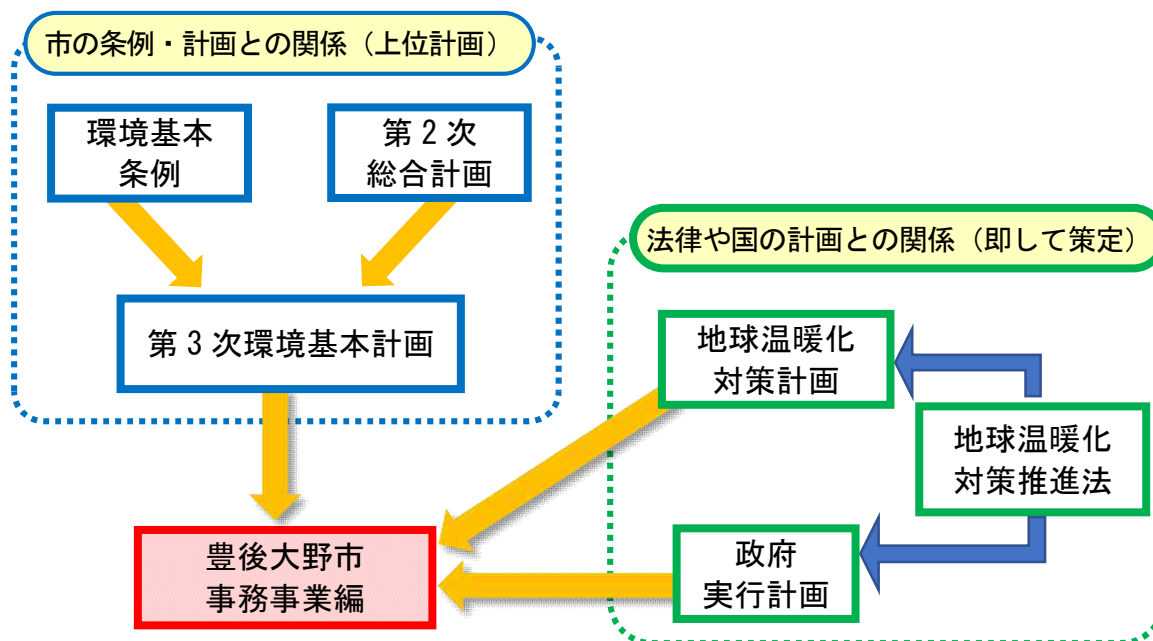 市の条例・計画との関係（上位計画）
環境基本
条例
第２次
総合計画
第３次環境基本計画
法律や国の計画との関係（即して策定）
地球温暖化
対策計画
地球温暖化
対策推進法
政府
実行計画
豊後大野市
事務事業編